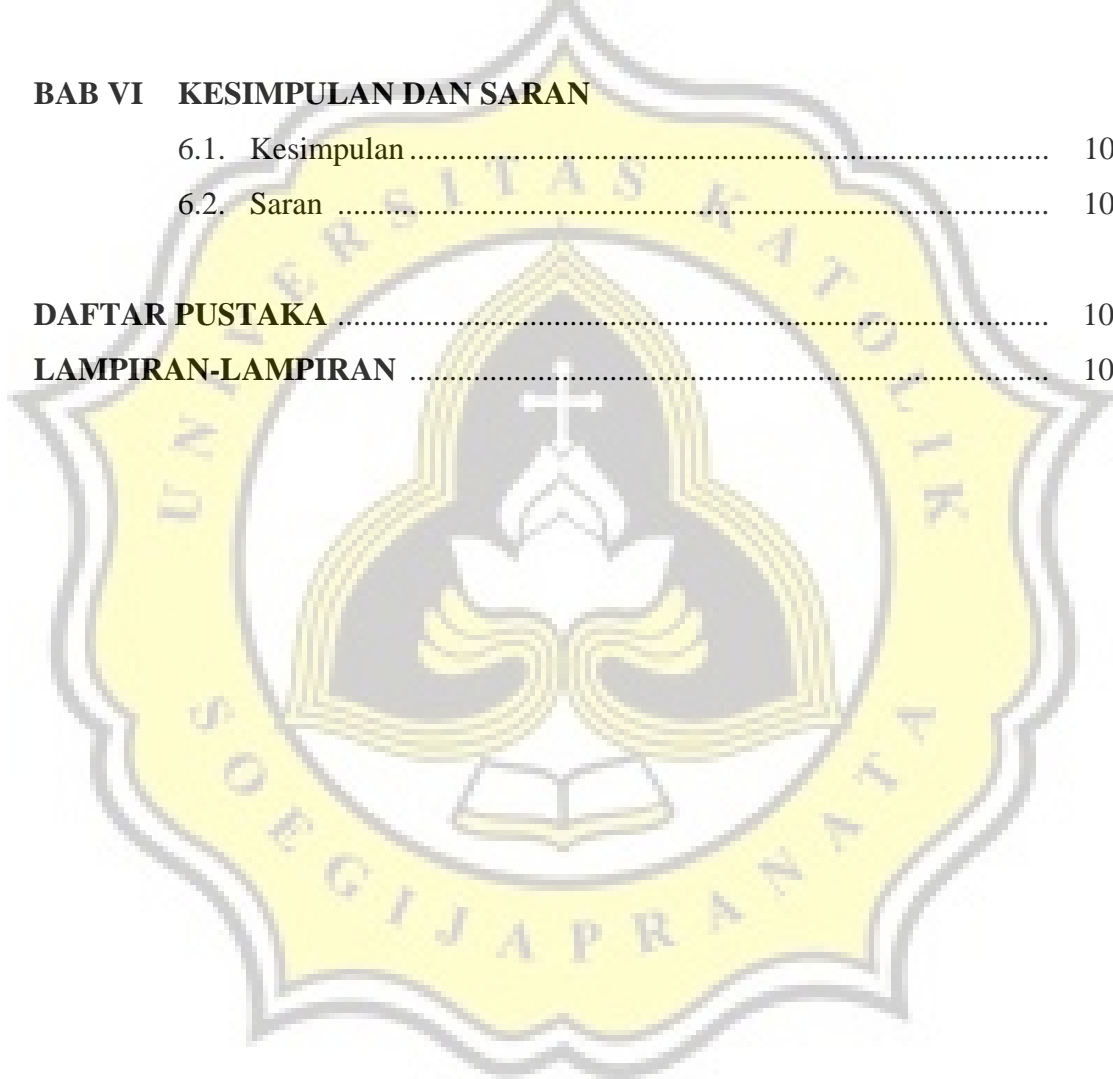 BAB VI KESIMPULAN DAN SARAN
6.1. Kesimpulan ........................................................................ 10
6.2. Saran ........................................................................ 10
DAFTAR PUSTAKA ........................................................................ 10
LAMPIRAN-LAMPIRAN ........................................................................ 10
UNIVERSITAS KATOLIK
SOEGIJAPRANATA